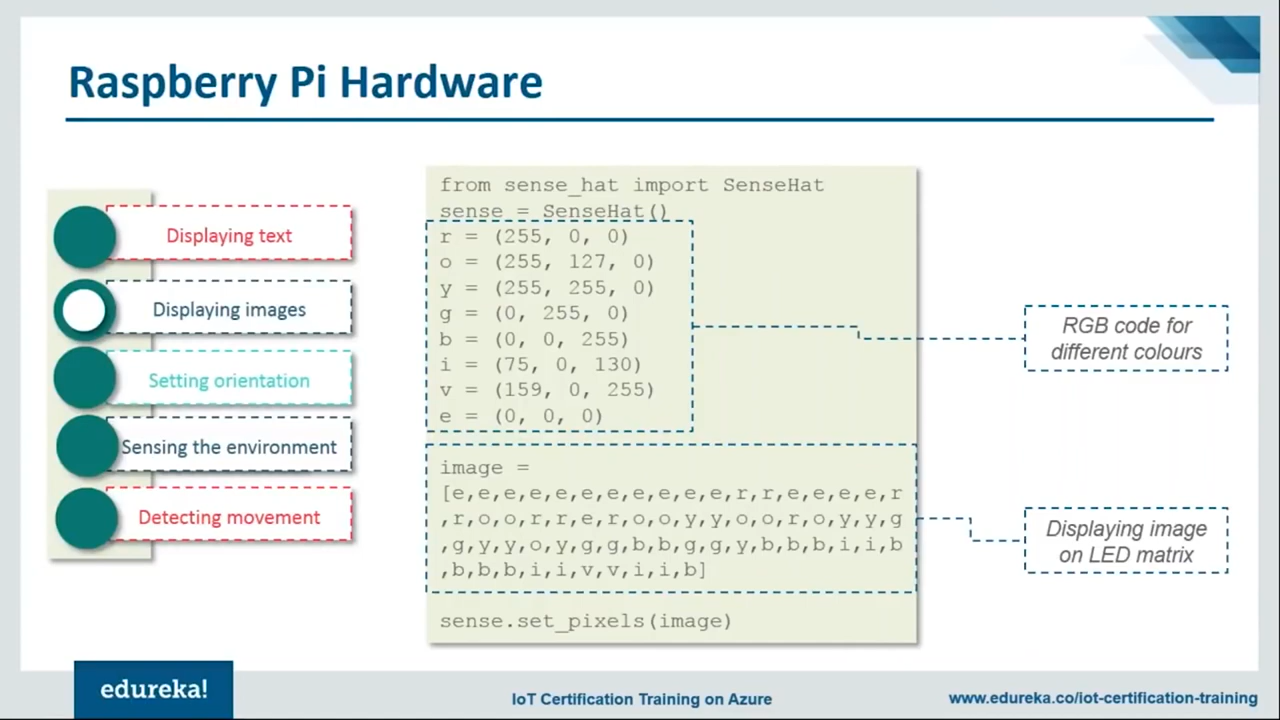 Raspberry Pi Hardware
Displaying text
Displaying images
Setting orientation
Sensing the environment
Detecting movement
from sense_hat import SenseHat
sense = SenseHat()
r = (255, 0, 0)
o = (255, 127, 0)
y = (255, 255, 0)
g = (0, 255, 0)
b = (0, 0, 255)
i = (75, 0, 130)
v = (159, 0, 255)
e = (0, 0, 0)
image =
[e,e,e,e,e,e,e,e,e,e,e,r,r,e,e,e,e,r
,r,o,o,r,r,e,r,o,o,y,y,o,o,r,o,y,y,g
,g,y,y,o,y,g,g,b,b,g,g,y,b,b,b,i,i,b
,b,b,b,i,i,v,v,i,i,b]
sense.set_pixels(image)
RGB code for
different colours
Displaying image
on LED matrix
edureka!
IoT Certification Training on Azure
www.edureka.co/iot-certification-training